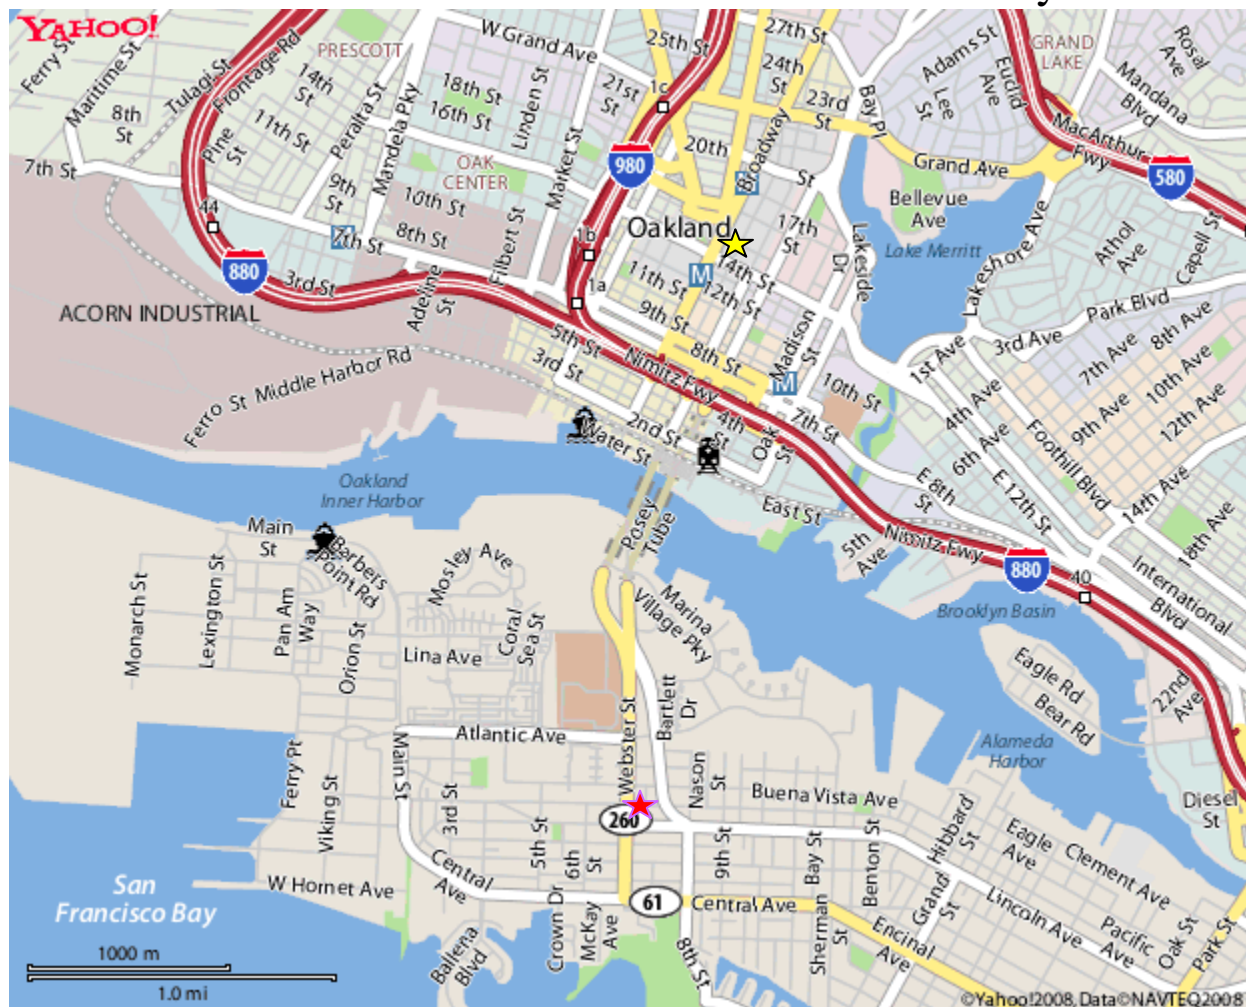 YAHOO!
Ferry St
Maritime St
8th
St
7th St
Tulagi St
Frontage Rd
PRESCOTT
14th
St
11th St
Pine
St
Peralta St
Mandela Pky
9th
St
7th St
W Grand Ave
18th St
16th St
Linden St
21st
St
Market St
OAK
CENTER
10th St
8th St
Filbert St
25th St
1c
980
27th St
24th
St
23rd
St
20th
St
Broadway
Bay Pl
Adams St
Lee
St
Euclid
Ave
GRAND
LAKE
Rosal
Ave
Mandana
Blvd
MacArthur
Fwy
580
Grand Ave
Bellevue
Ave
Lake Merritt
Lakeshore Ave
Athol
Ave
Capell St
Park Blvd
Oakland
17th
St
Lakeside
Dr
M
14th St
12th St
11th St
9th St
8th St
1b
1a
44
880
3rd St
ACORN INDUSTRIAL
Adeline
St
5th St
3rd St
Nimitz Fwy
Madison
St
M
10th St
7th St
1st Ave
3rd Ave
7th Ave
8th Ave
10th Ave
12th Ave
9th Ave
4th Ave
6th Ave
Foothill Blvd
E 12th St
E 8th
St
14th Ave
18th Ave
Ferro St
Middle Harbor Rd
2nd St
4th
St
Oak
St
Water St
East St
5th
Ave
Nimitz Fwy
880
40
International
Blvd
Oakland
Inner Harbor
Posey
Tube
Brooklyn Basin
Main
St
Barbers
Point Rd
Mosley Ave
Monarch St
Lexington St
Pan Am
Way
Orion St
Lina Ave
Coral
Sea St
Marina
Village Pky
Eagle Rd
Bear Rd
22nd
Ave
Alameda
Harbor
Atlantic Ave
Webster St
Bartlett
Dr
Ferry Pt
Main St
Viking St
3rd St
Nason
St
Buena Vista Ave
Diesel
St
260
5th St
6th
St
9th St
Bay St
Benton St
Hibbard
St
Eagle
Ave
Clement Ave
San
Francisco Bay
W Hornet Ave
Central
Ave
61
Central Ave
Crown Dr
McKay
Ave
Sherman
St
Encinal
Ave
Grand
St
Lincoln Ave
Pacific
Ave
Oak St
Park St
Ballena
Blvd
8th St
1000 m
1.0 mi
©Yahoo!2008, Data©NAVTEQ2008